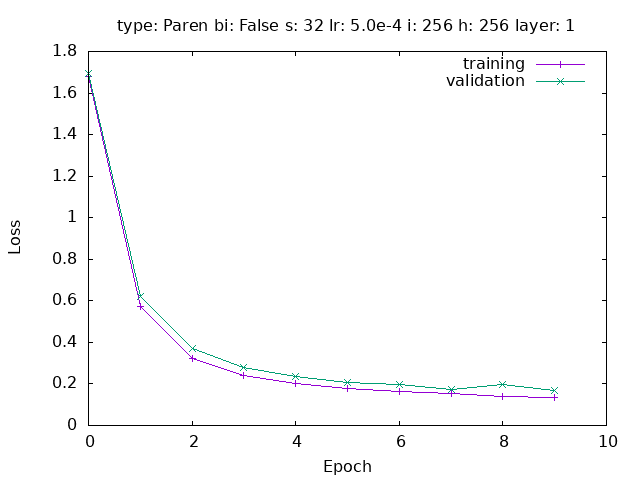 type: Paren bi: False s: 32 lr: 5.0e-4 i: 256 h: 256 layer: 1
training
validation
1.8
1.6
1.4
1.2
1
0.8
0.6
0.4
0.2
0
Loss
0 2 4 6 8 10
Epoch